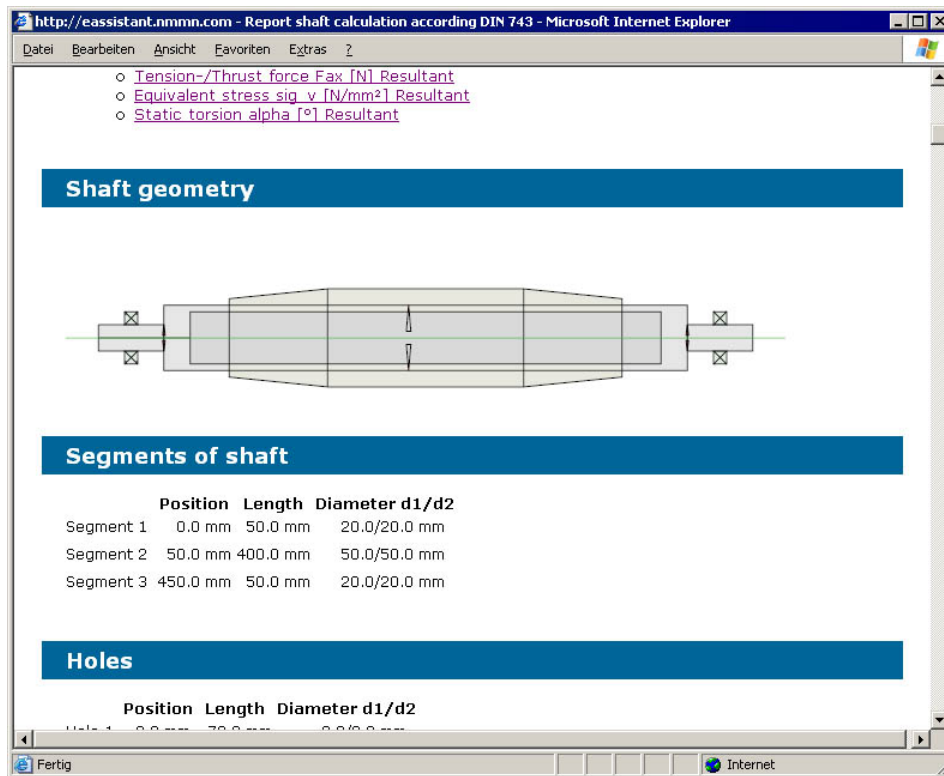 http://eassistant.nmmn.com - Report shaft calculation according DIN 743 - Microsoft Internet Explorer
Datei Bearbeiten Ansicht Favoriten Extras ?
Tension-/Thrust force Fax [N] Resultant
Equivalent stress sig_v [N/mm²] Resultant
Static torsion alpha [°] Resultant
Shaft geometry
Segments of shaft
Position Length Diameter d1/d2
Segment 1 0.0 mm 50.0 mm 20.0/20.0 mm
Segment 2 50.0 mm 400.0 mm 50.0/50.0 mm
Segment 3 450.0 mm 50.0 mm 20.0/20.0 mm
Holes
Position Length Diameter d1/d2
Fertig Internet